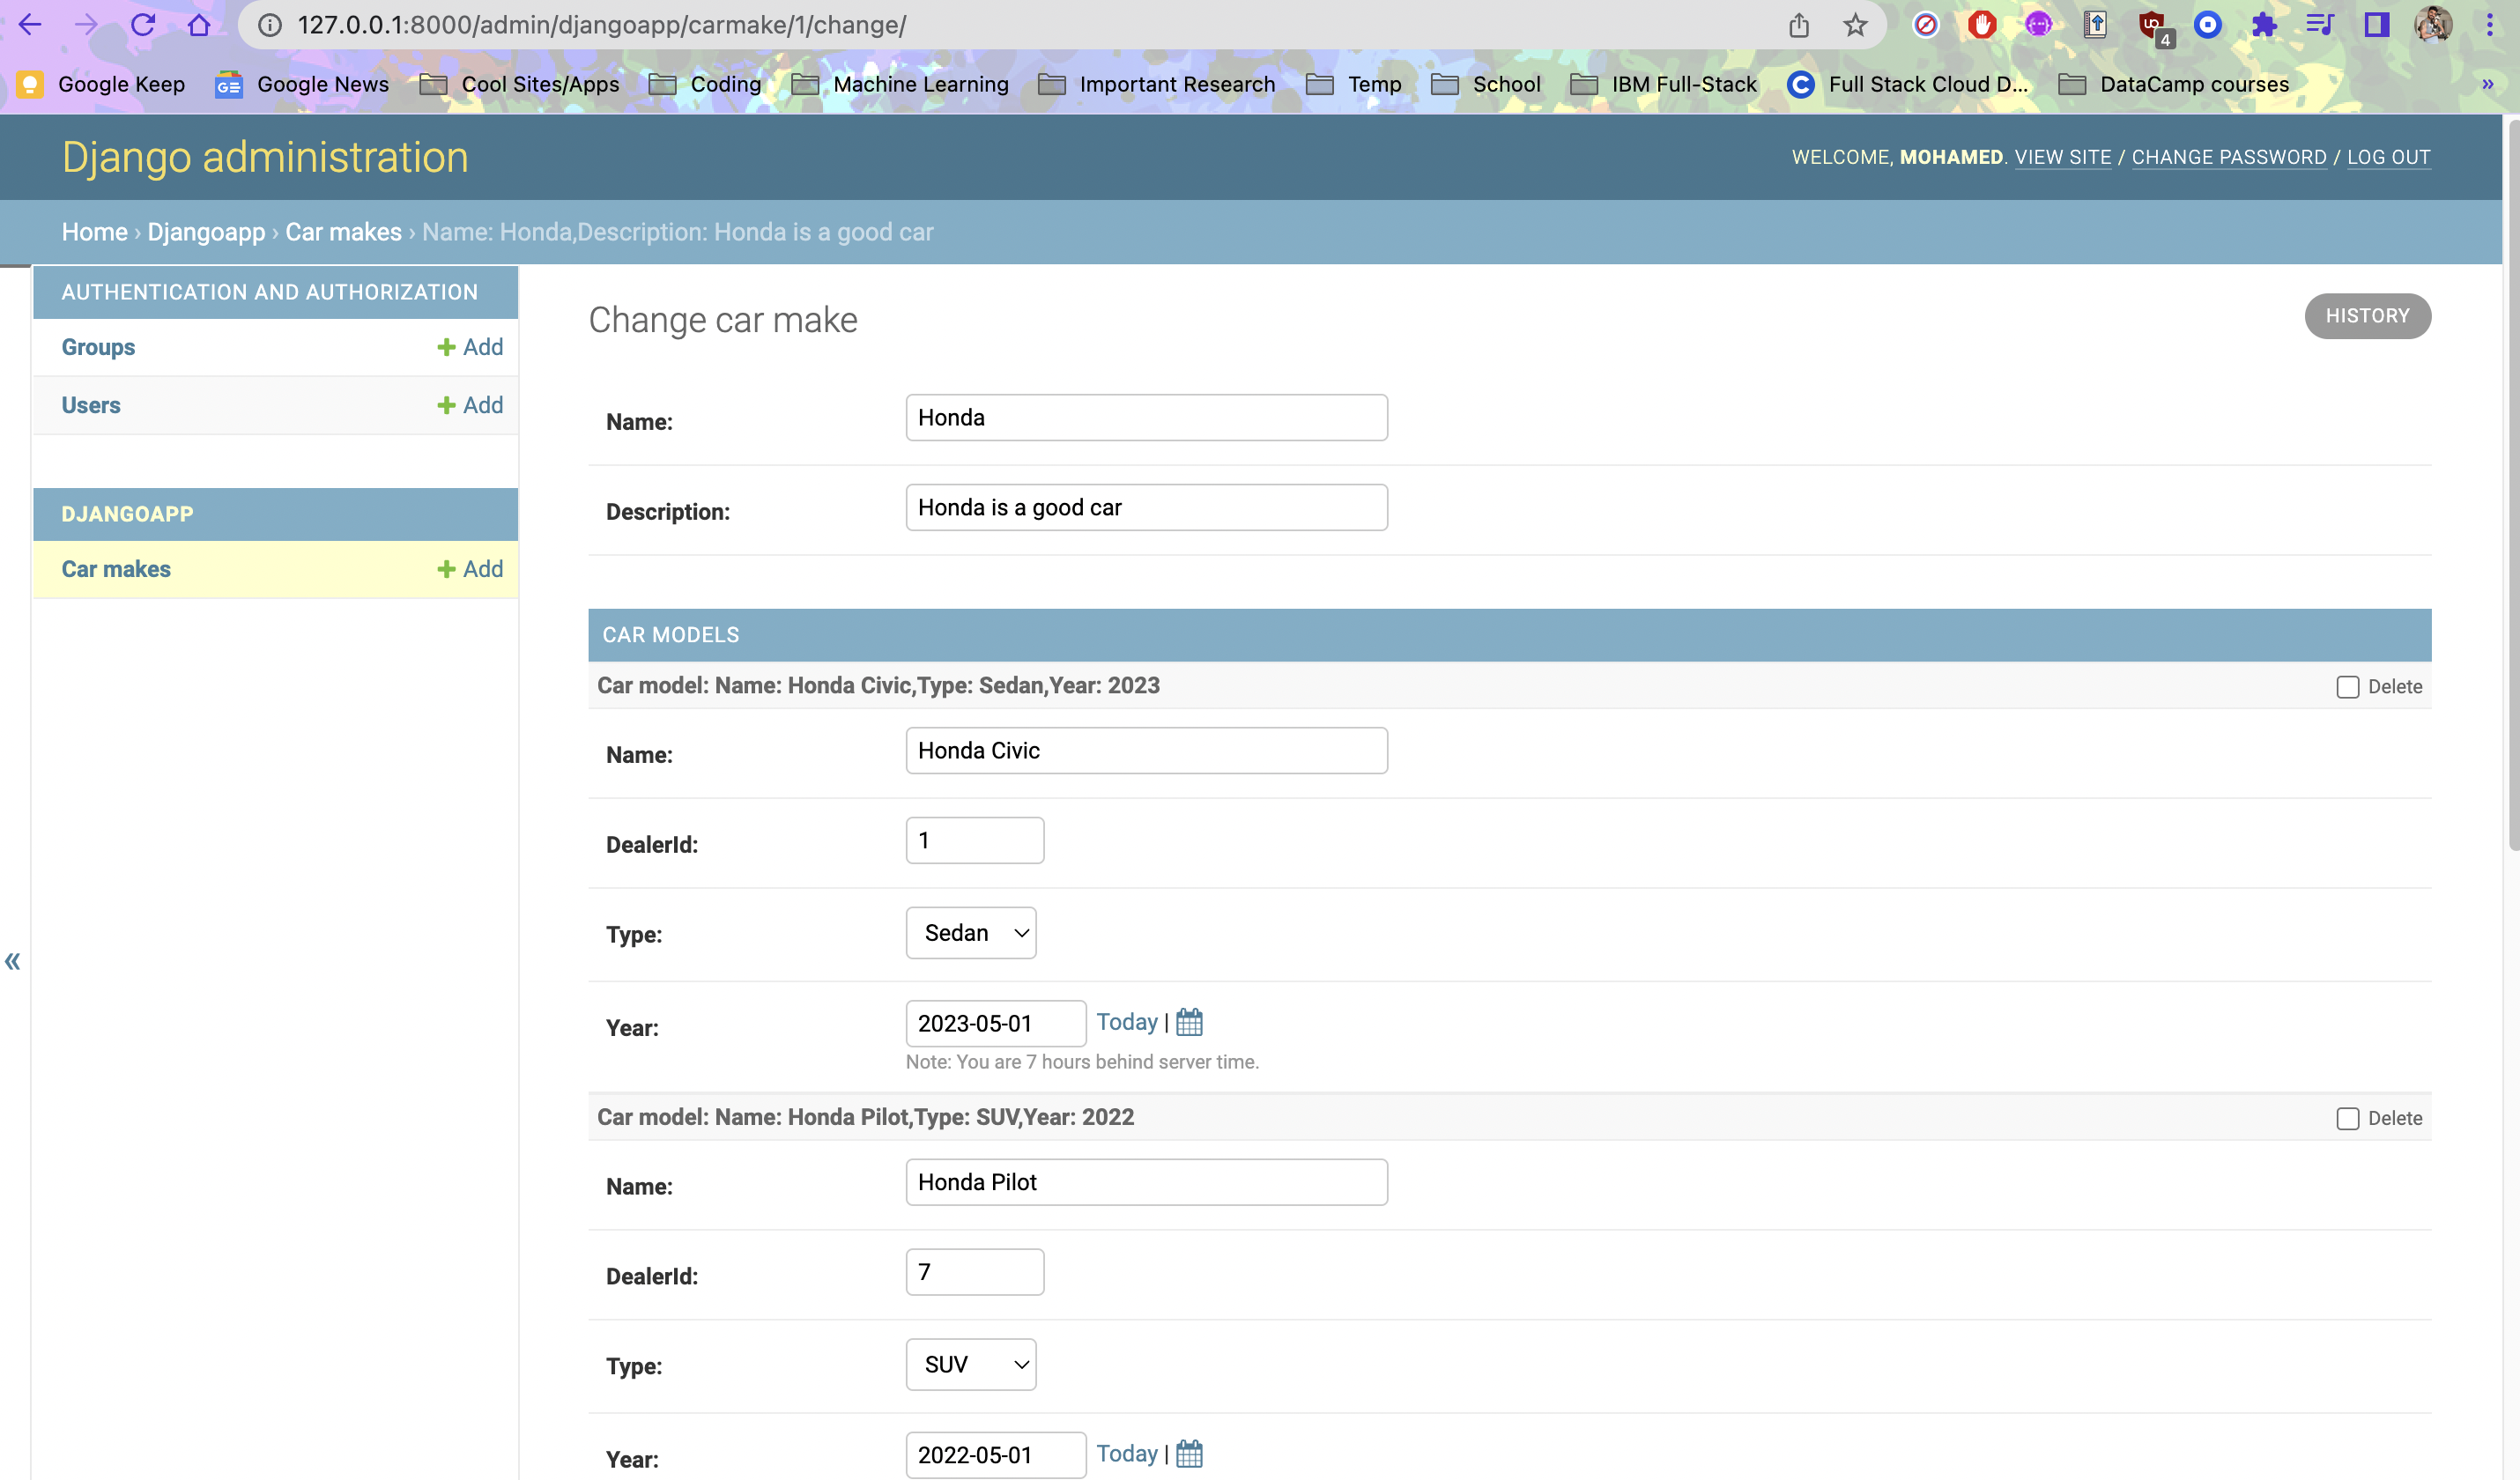 127.0.0.1:8000/admin/djangoapp/carmake/1/change/
4
Google Keep Google News Cool Sites/Apps Coding Machine Learning Important Research Temp School IBM Full-Stack Full Stack Cloud D... DataCamp courses »
Django administration
WELCOME, MOHAMED. VIEW SITE / CHANGE PASSWORD / LOG OUT
Home › Djangoapp › Car makes › Name: Honda,Description: Honda is a good car
AUTHENTICATION AND AUTHORIZATION
Groups + Add
Users + Add
DJANGOAPP
Car makes + Add
«
Change car make
HISTORY
Name: Honda
Description: Honda is a good car
CAR MODELS
Car model: Name: Honda Civic,Type: Sedan,Year: 2023 Delete
Name: Honda Civic
DealerId: 1
Type: Sedan
Year: 2023-05-01 Today |
Note: You are 7 hours behind server time.
Car model: Name: Honda Pilot,Type: SUV,Year: 2022 Delete
Name: Honda Pilot
DealerId: 7
Type: SUV
Year: 2022-05-01 Today |